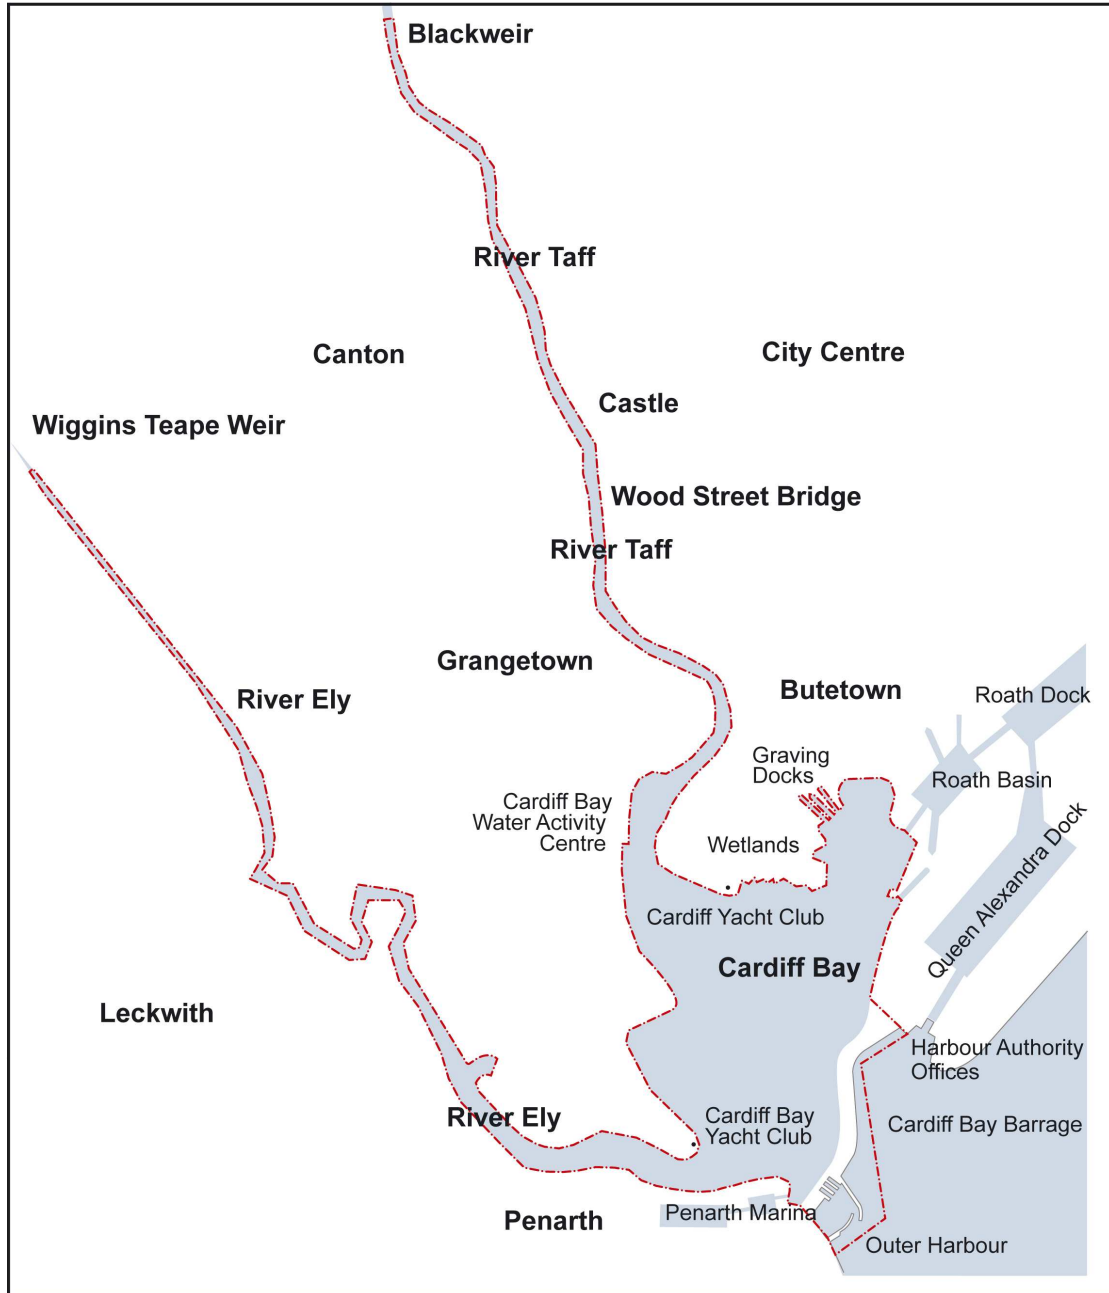 Blackweir
River Taff
Canton
City Centre
Castle
Wiggins Teape Weir
Wood Street Bridge
River Taff
Grangetown
Butetown
Roath Dock
River Ely
Graving
Docks
Roath Basin
Cardiff Bay
Water Activity
Centre
Wetlands
Queen Alexandra Dock
Cardiff Yacht Club
Cardiff Bay
Leckwith
Harbour Authority
Offices
River Ely
Cardiff Bay
Yacht Club
Cardiff Bay Barrage
Penarth
Penarth Marina
Outer Harbour